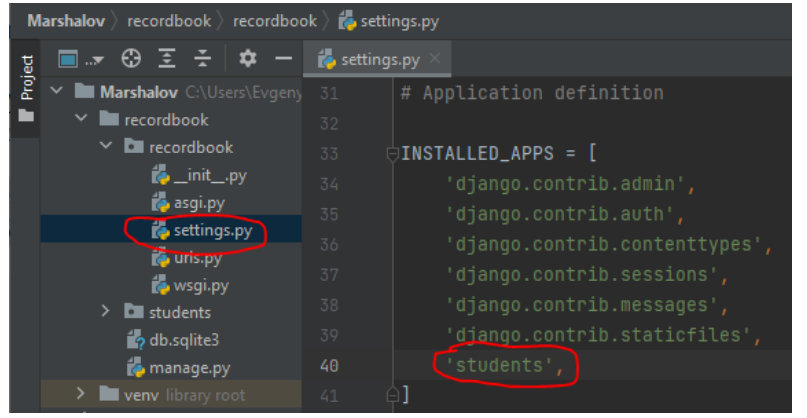 Marshalov 〉 recordbook 〉 recordbook 〉 settings.py
Project
Marshalov C:\Users\Evgeny
recordbook
recordbook
__init__.py
asgi.py
settings.py
urls.py
wsgi.py
students
db.sqlite3
manage.py
venv library root
settings.py ×
31 # Application definition
32
33 INSTALLED_APPS = [
34 'django.contrib.admin',
35 'django.contrib.auth',
36 'django.contrib.contenttypes',
37 'django.contrib.sessions',
38 'django.contrib.messages',
39 'django.contrib.staticfiles',
40 'students',
41 ]